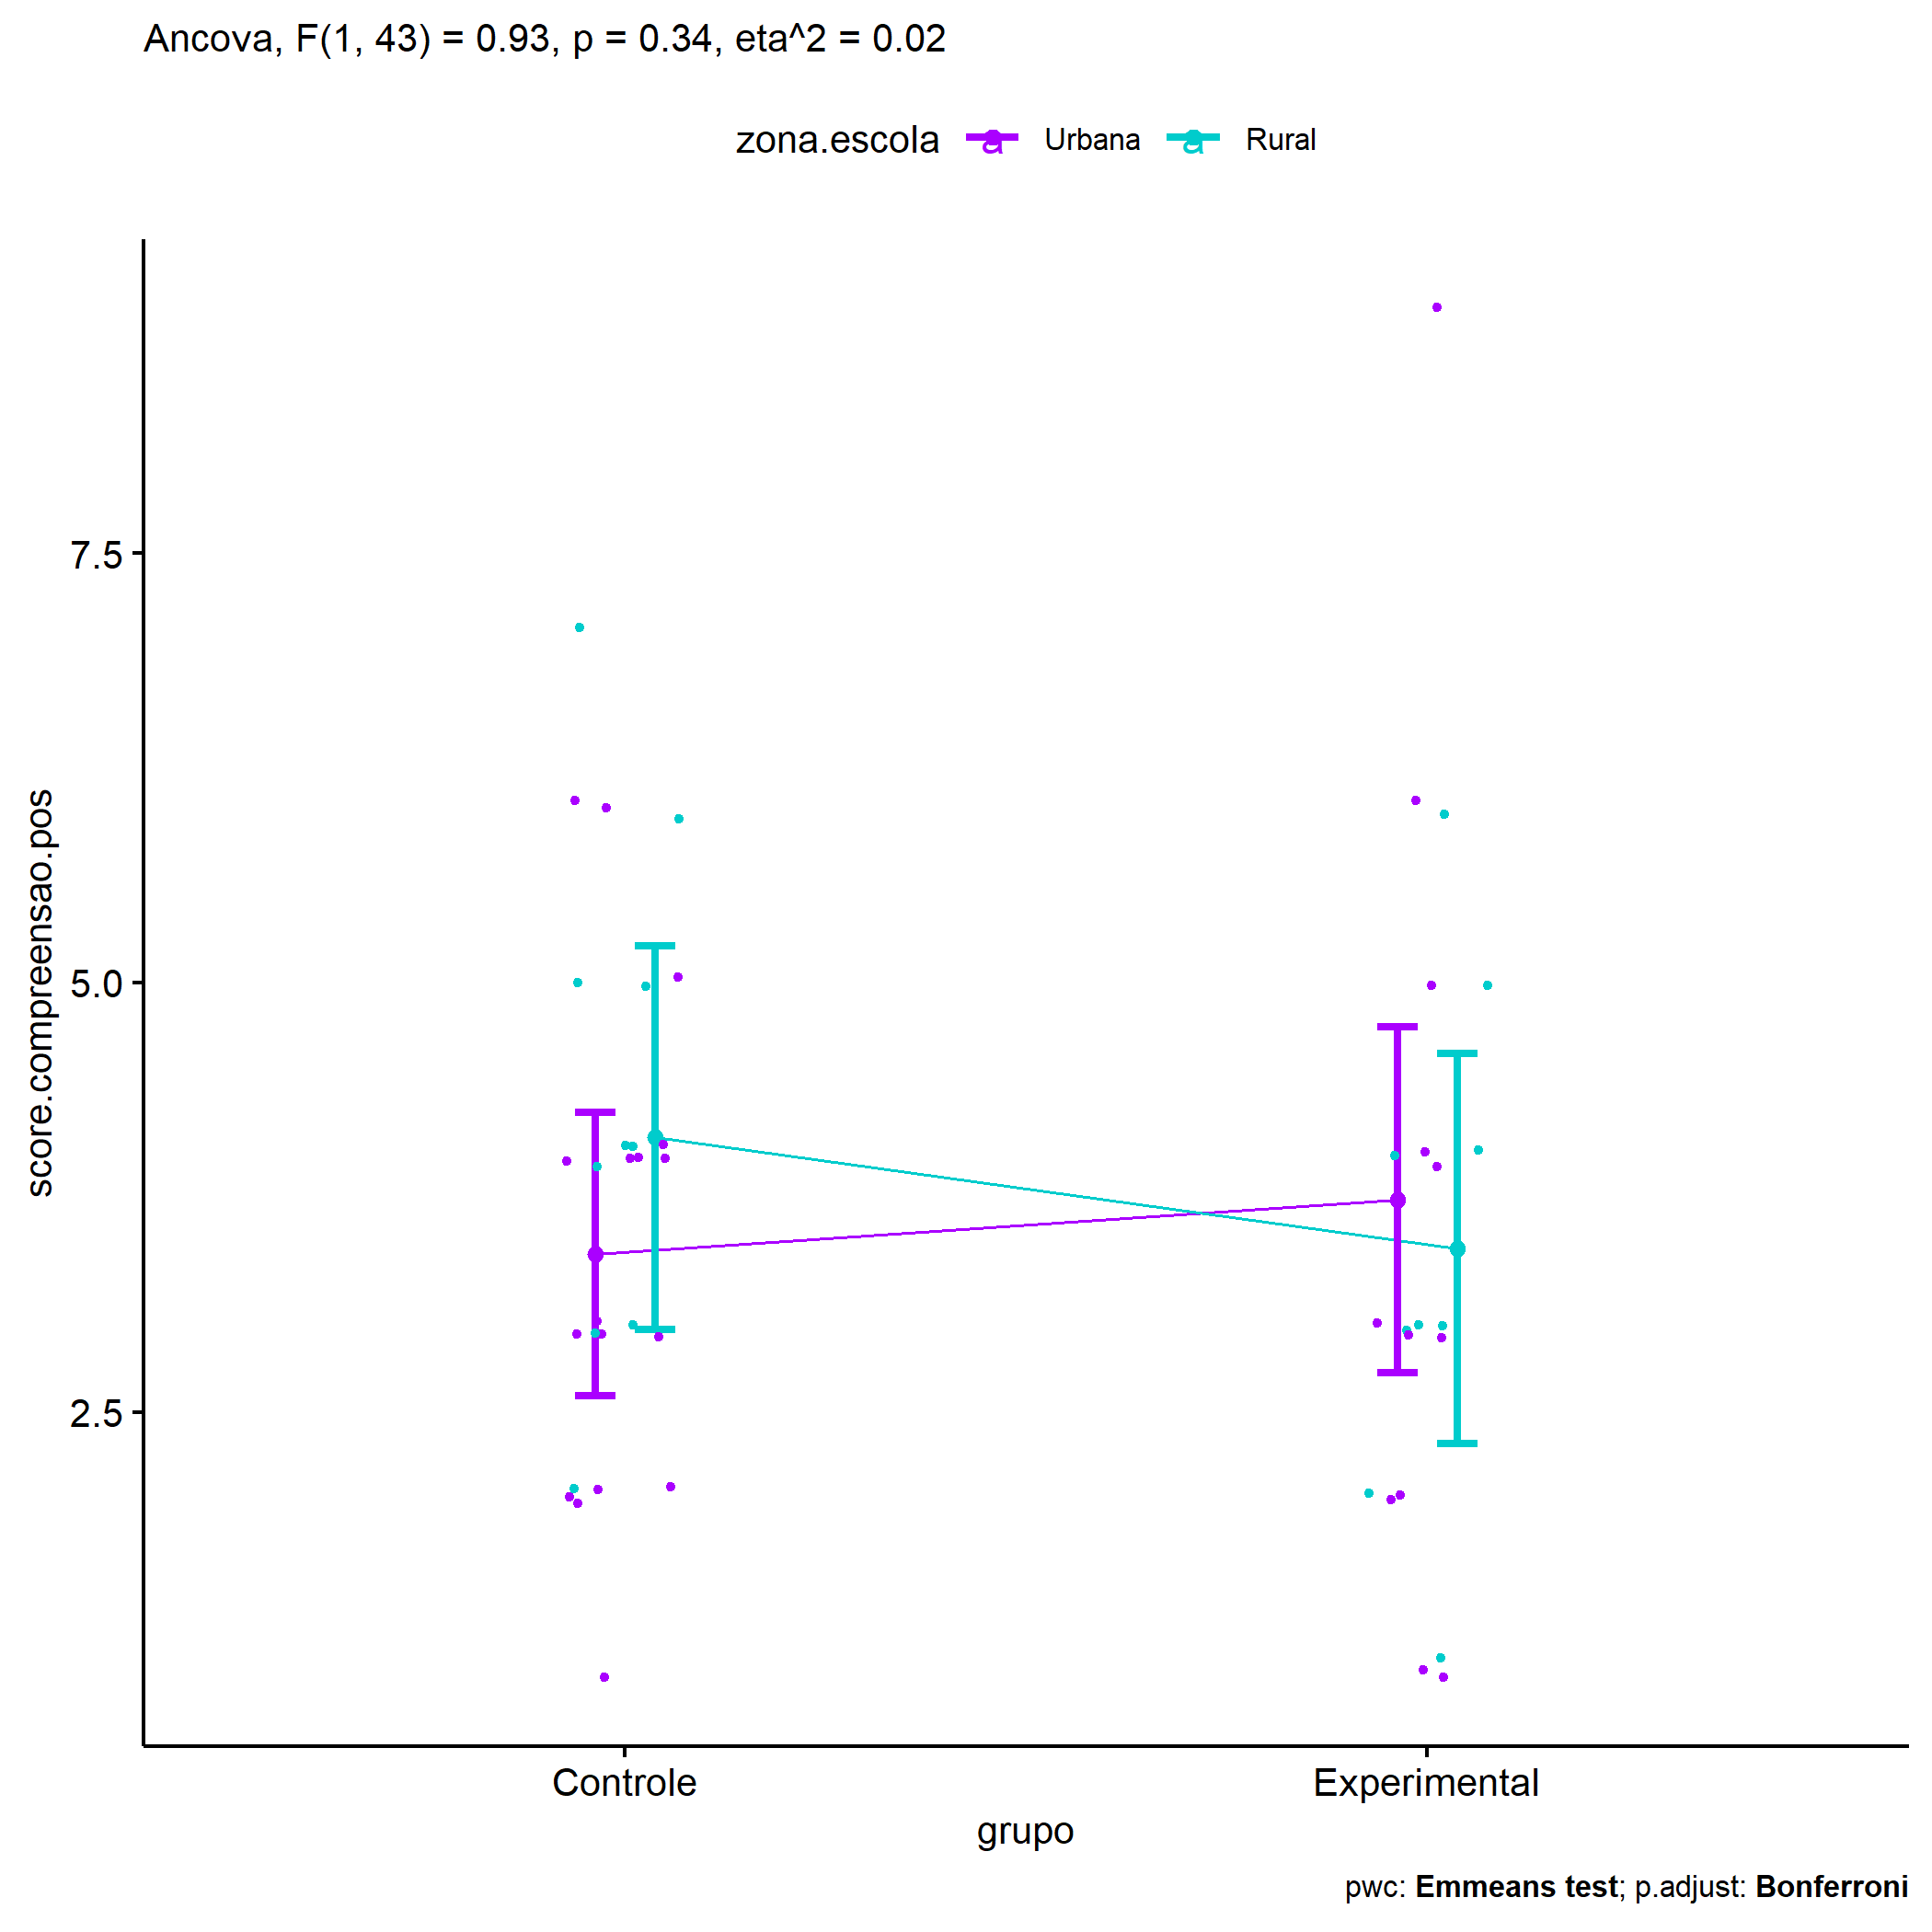 Ancova, F(1, 43) = 0.93, p = 0.34, eta^2 = 0.02
zona.escola a Urbana a Rural
score.compreensao.pos
7.5
5.0
2.5
Controle Experimental
grupo
pwc: Emmeans test; p.adjust: Bonferroni